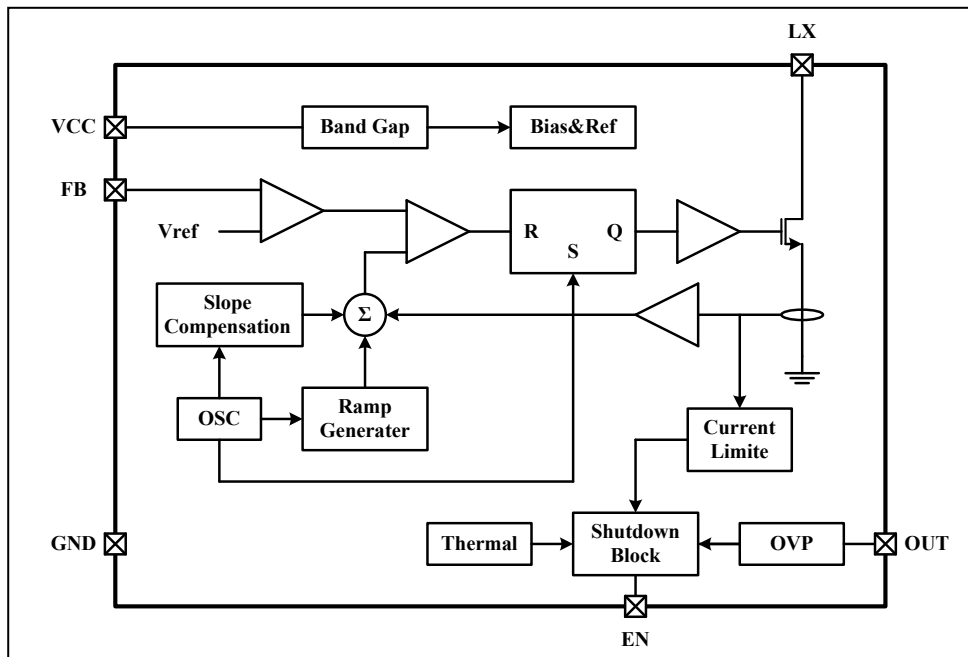 LX
VCC
Band Gap
Bias&Ref
FB
Vref
R
Q
S
Slope
Compensation
Σ
OSC
Ramp
Generater
Current
Limite
GND
Thermal
Shutdown
Block
OVP
OUT
EN